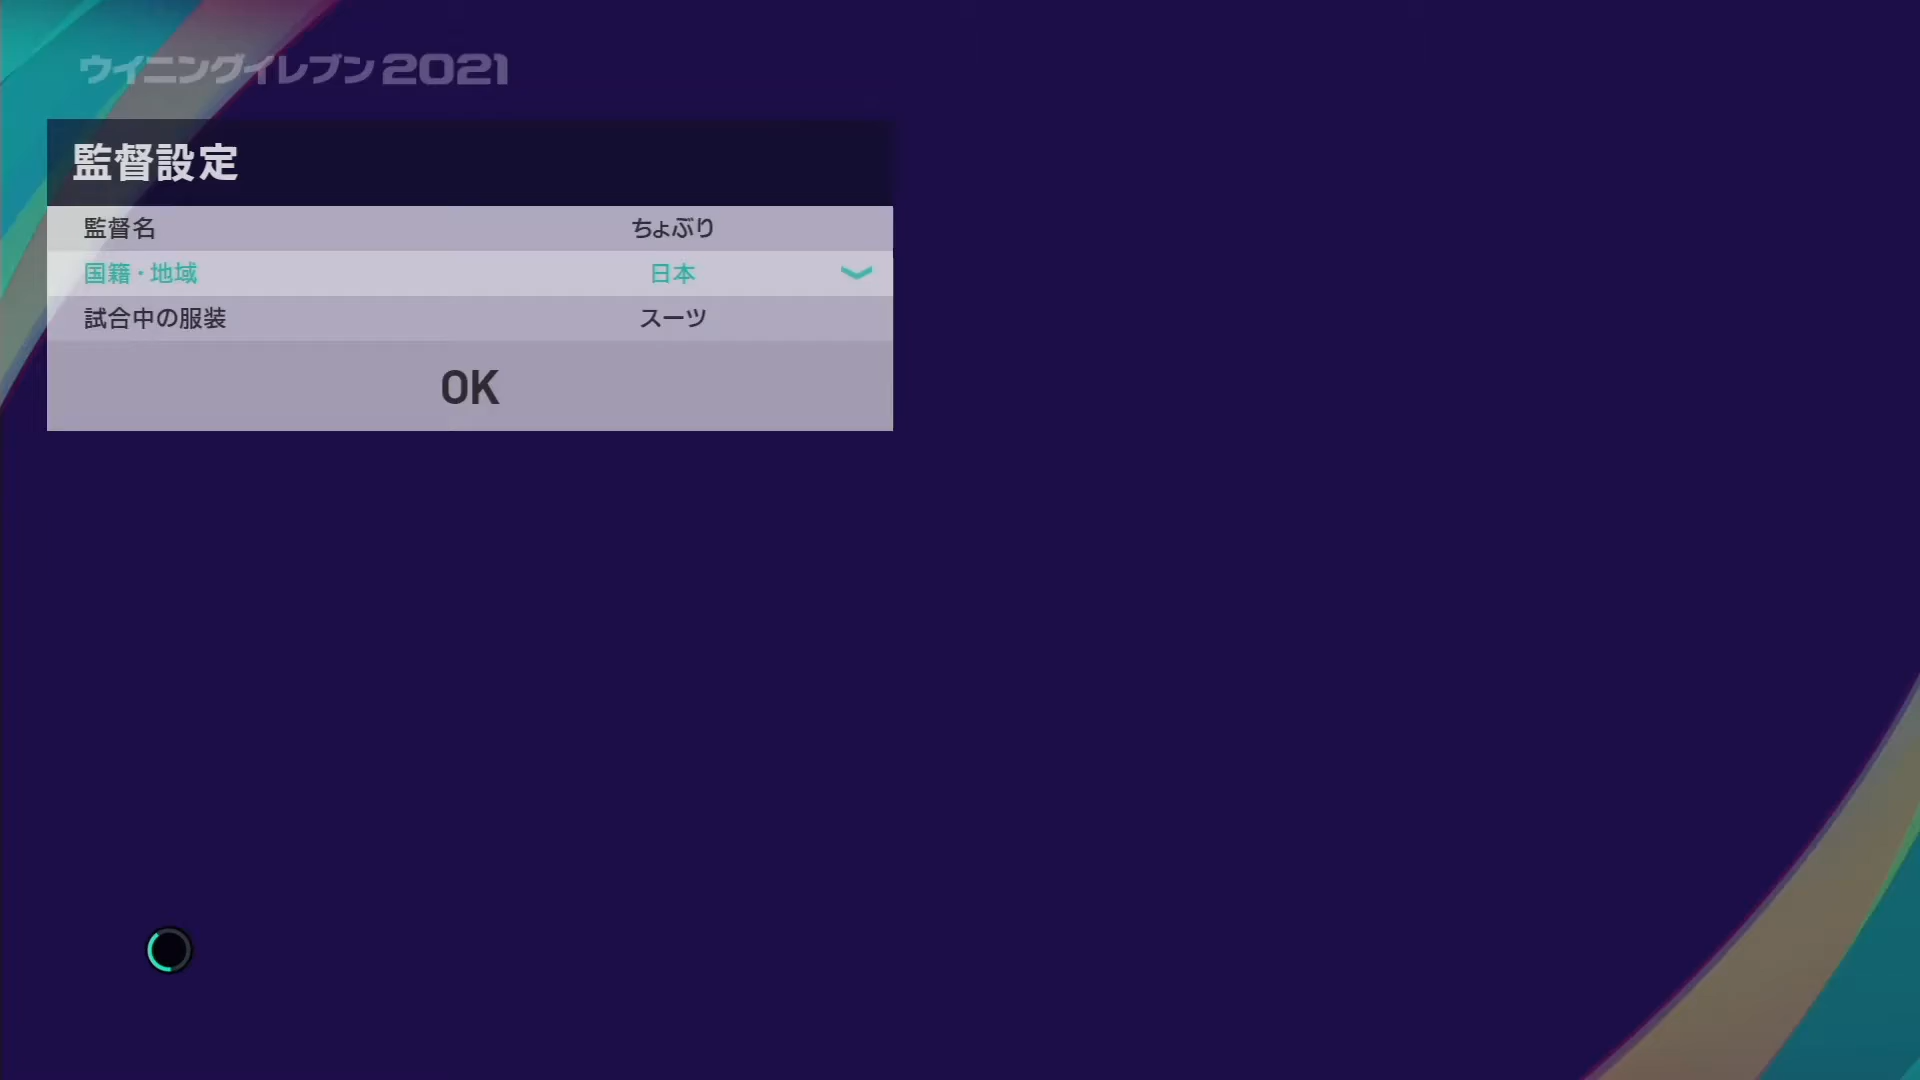 ウイニングイレブン2021
監督設定
監督名 ちょぶり
国籍・地域 日本
試合中の服装 スーツ
OK